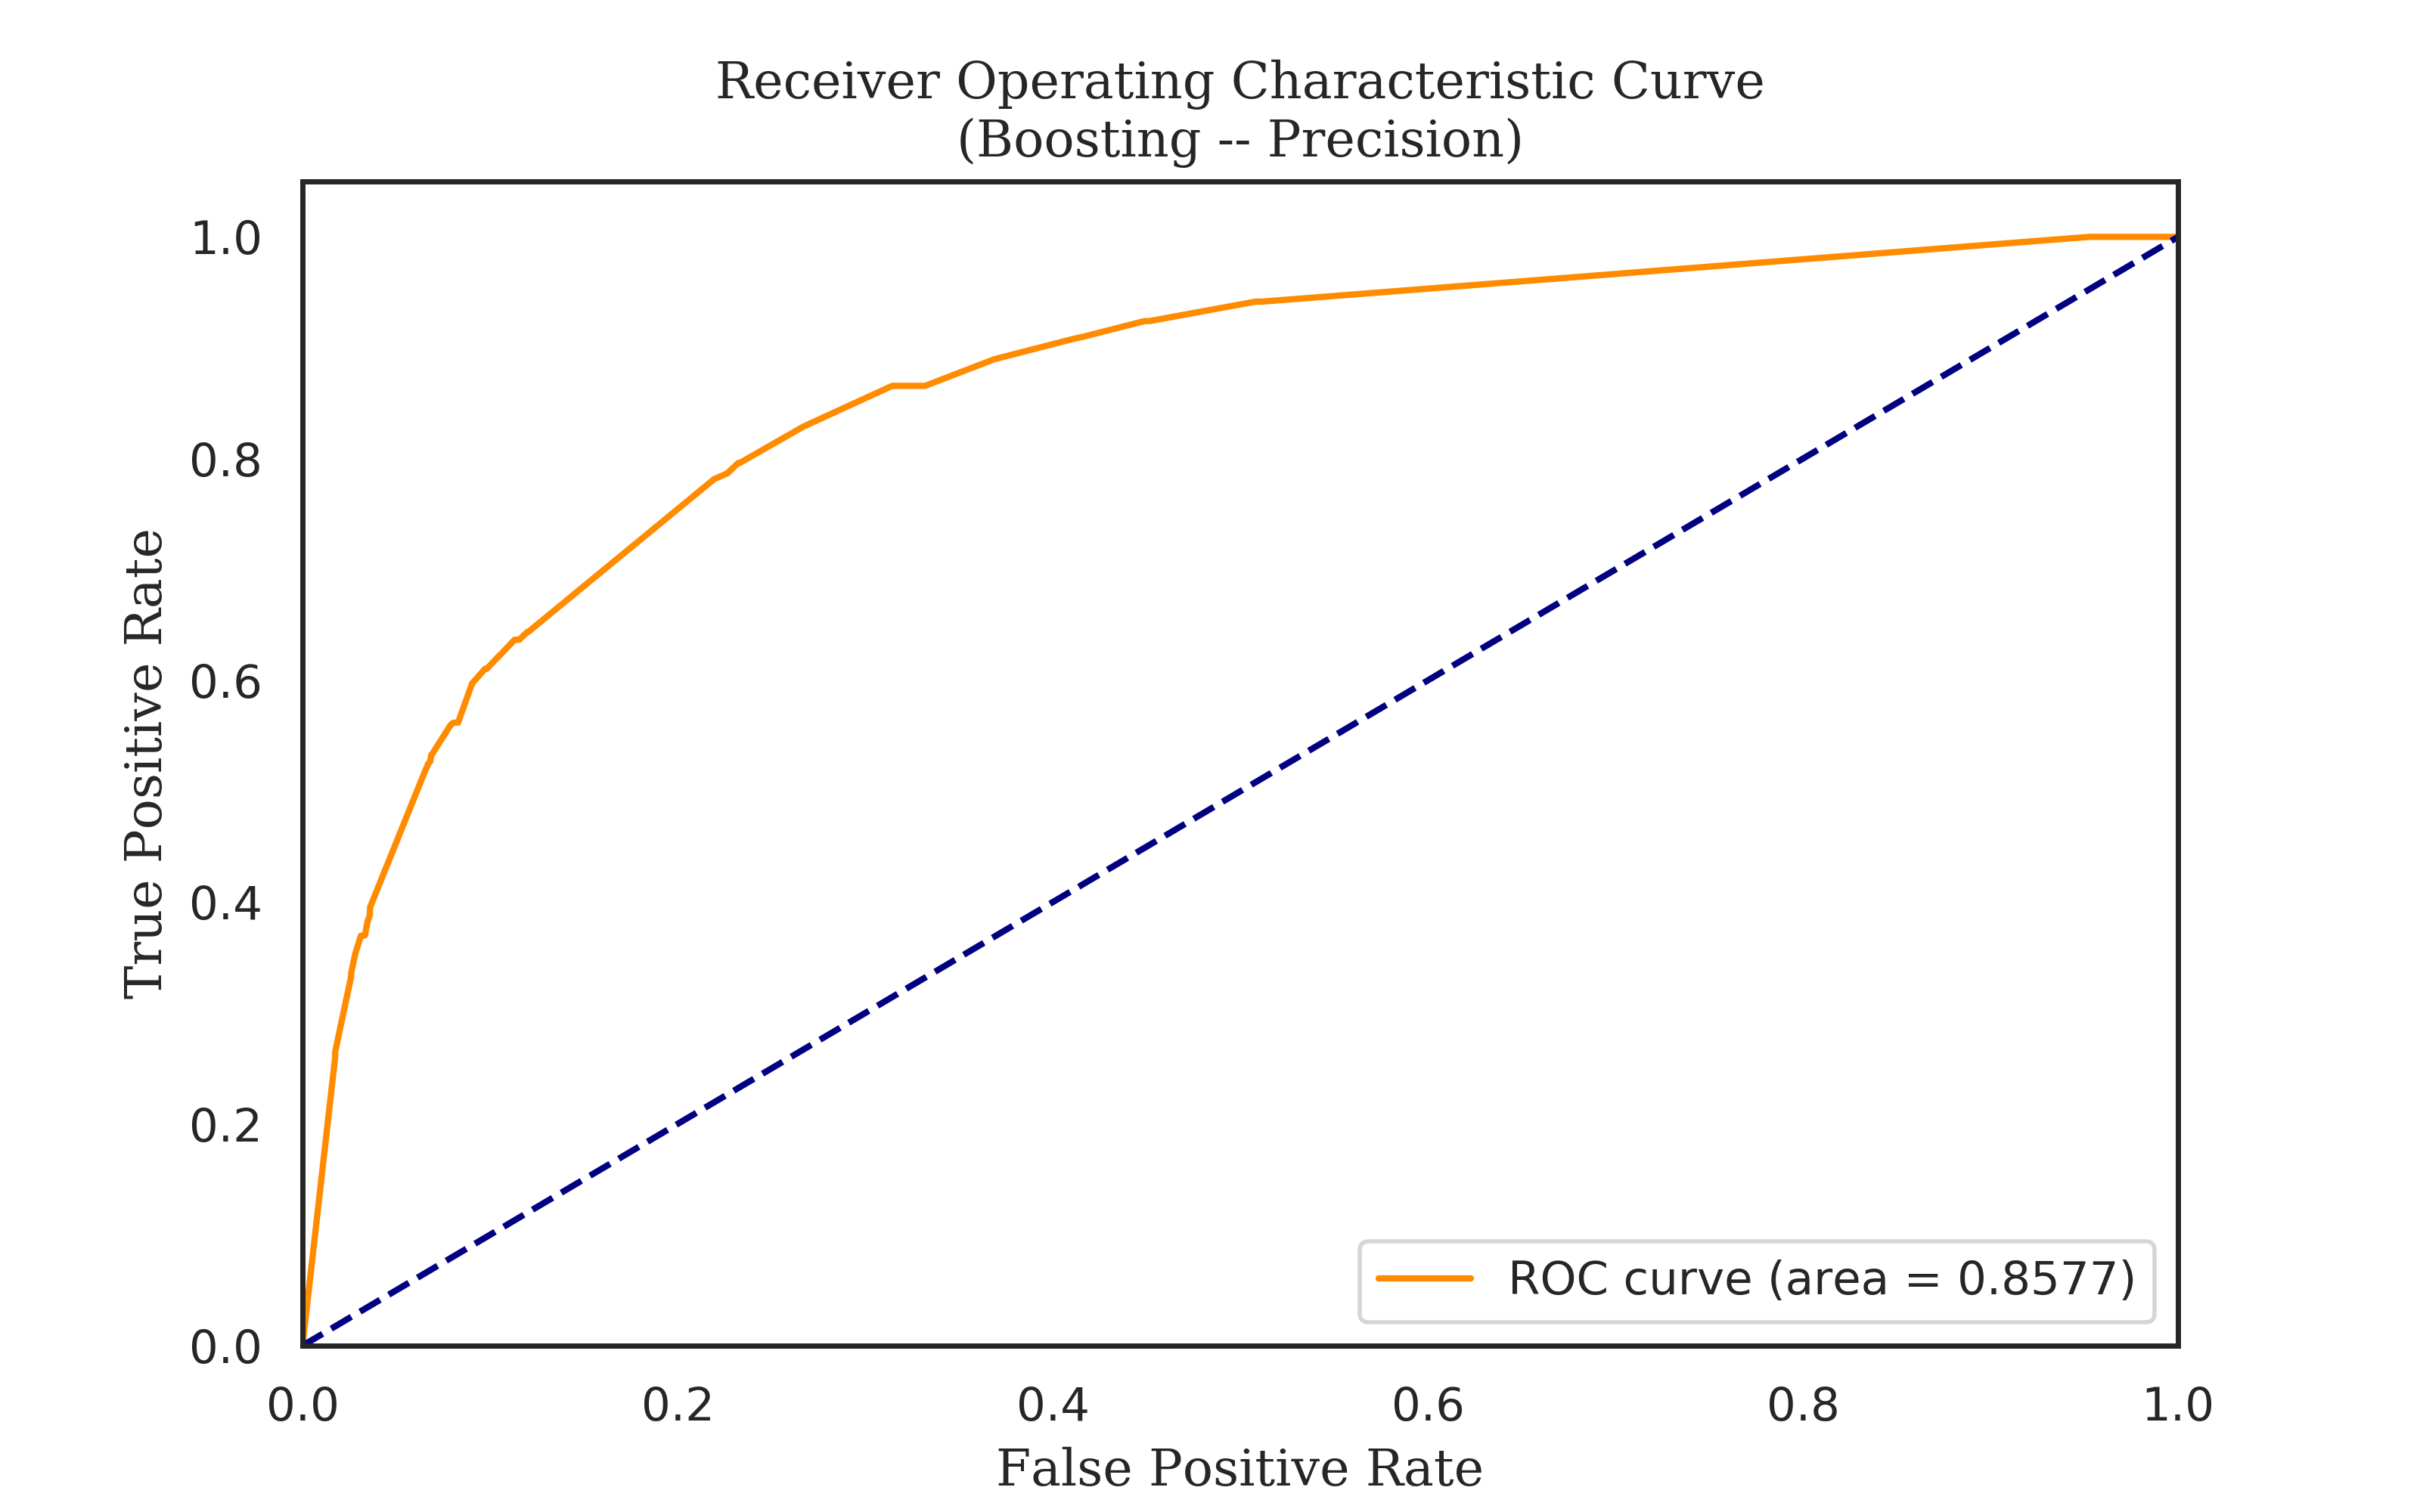 Receiver Operating Characteristic Curve
(Boosting -- Precision)
1.0
0.8
0.6
0.4
0.2
0.0
True Positive Rate
ROC curve (area = 0.8577)
0.0 0.2 0.4 0.6 0.8 1.0
False Positive Rate